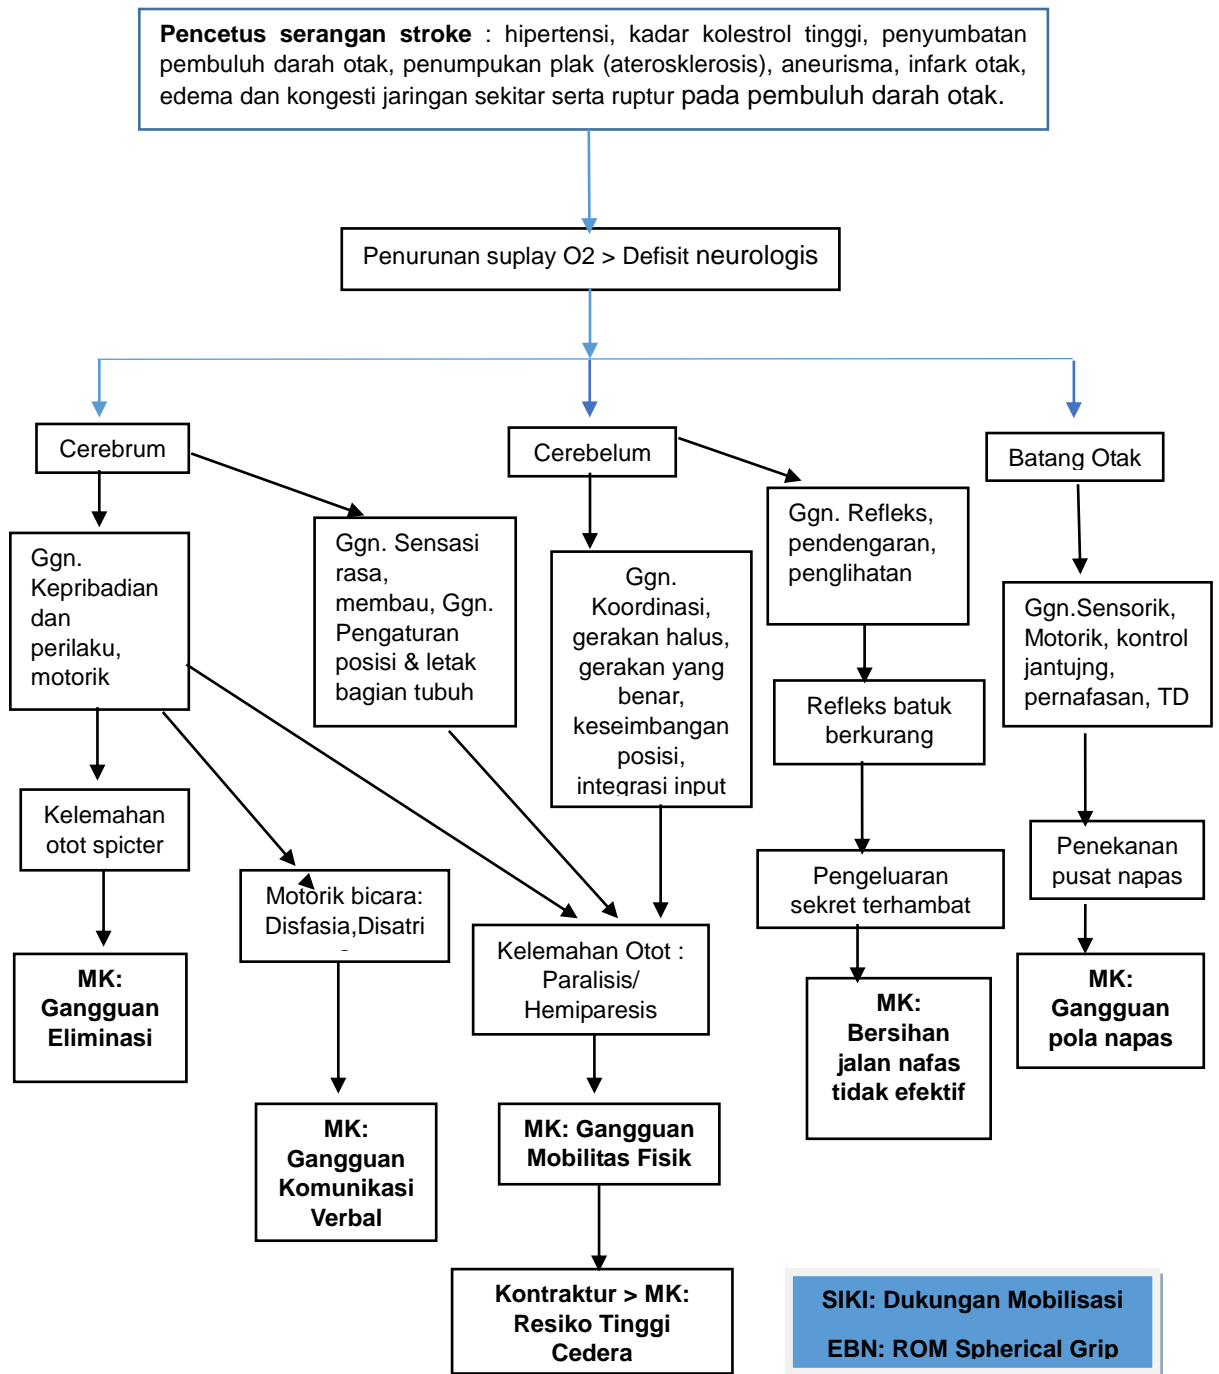 Pencetus serangan stroke : hipertensi, kadar kolestrol tinggi, penyumbatan
pembuluh darah otak, penumpukan plak (aterosklerosis), aneurisma, infark otak,
edema dan kongesti jaringan sekitar serta ruptur pada pembuluh darah otak.
Penurunan suplay O2 > Defisit neurologis
Cerebrum
Cerebelum
Batang Otak
Ggn.
Kepribadian
dan
perilaku,
motorik
Ggn. Sensasi
rasa,
membau, Ggn.
Pengaturan
posisi & letak
bagian tubuh
Ggn.
Koordinasi,
gerakan halus,
gerakan yang
benar,
keseimbangan
posisi,
integrasi input
Ggn. Refleks,
pendengaran,
penglihatan
Ggn.Sensorik,
Motorik, kontrol
jantujng,
pernafasan, TD
Refleks batuk
berkurang
Kelemahan
otot spicter
Motorik bicara:
Disfasia,Disatri
Kelemahan Otot :
Paralisis/
Hemiparesis
Pengeluaran
sekret terhambat
Penekanan
pusat napas
MK:
Gangguan
Eliminasi
MK:
Bersihan
jalan nafas
tidak efektif
MK:
Gangguan
pola napas
MK:
Gangguan
Komunikasi
Verbal
MK: Gangguan
Mobilitas Fisik
Kontraktur > MK:
Resiko Tinggi
Cedera
SIKI: Dukungan Mobilisasi
EBN: ROM Spherical Grip